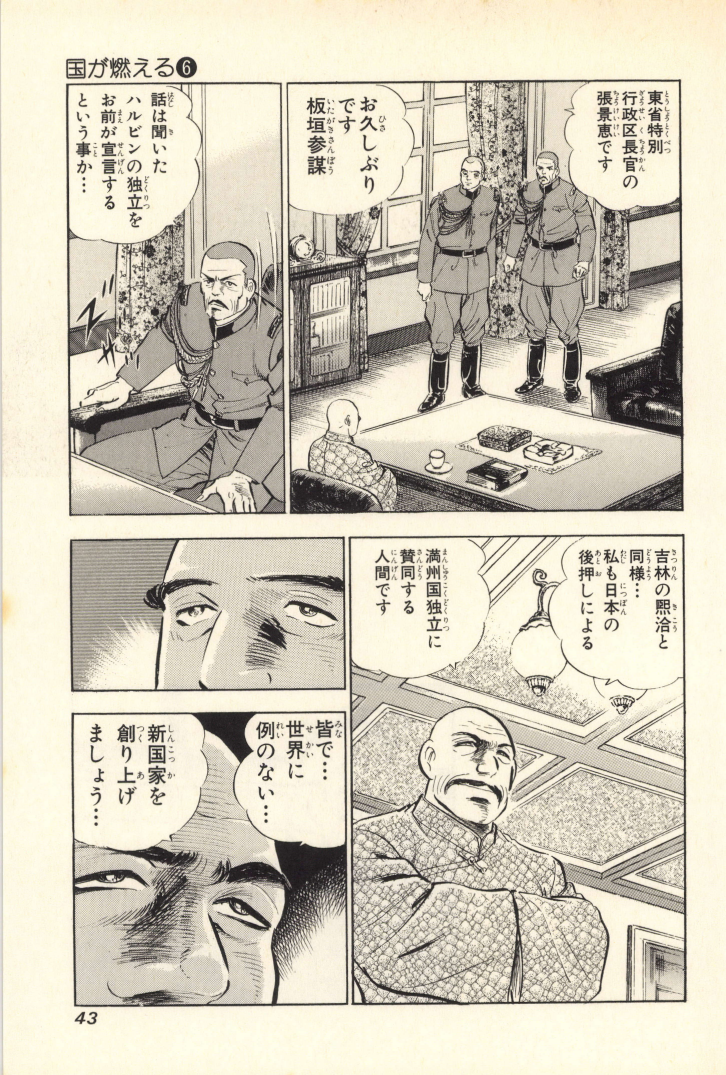 国が燃える❻
東省特別
行政区長官の
張景恵です
お久しぶり
です
板垣参謀
話は聞いた
ハルビンの独立を
お前が宣言する
という事か…
吉林の熙洽と
同様…
私も日本の
後押しによる
満州国独立に
賛同する
人間です
皆で…
世界に
例のない…
新国家を
創り上げ
ましょう…
43